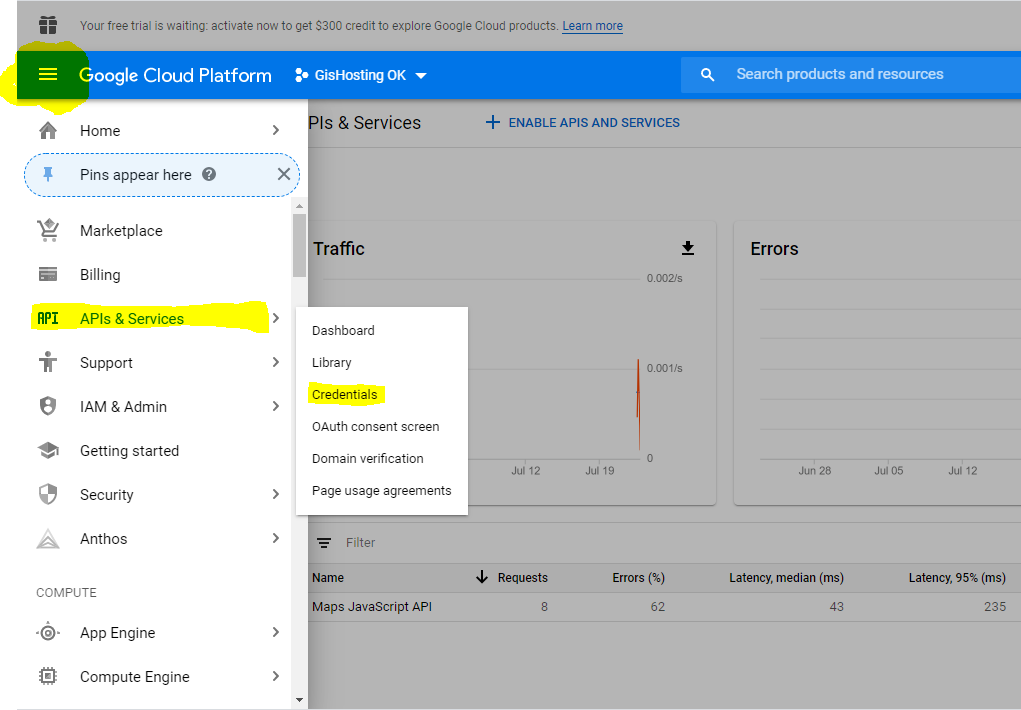 Your free trial is waiting: activate now to get $300 credit to explore Google Cloud products. Learn more
Google Cloud Platform
GisHosting OK
Search products and resources
Home
Pins appear here
Marketplace
Billing
API APIs & Services
Support
IAM & Admin
Getting started
Security
Anthos
COMPUTE
App Engine
Compute Engine
Dashboard
Library
Credentials
OAuth consent screen
Domain verification
Page usage agreements
PIs & Services
ENABLE APIS AND SERVICES
Traffic
0.002/s
0.001/s
0
Jul 12
Jul 19
Errors
Jun 28
Jul 05
Jul 12
Filter
Name Requests Errors (%) Latency, median (ms) Latency, 95% (ms)
Maps JavaScript API 8 62 43 235